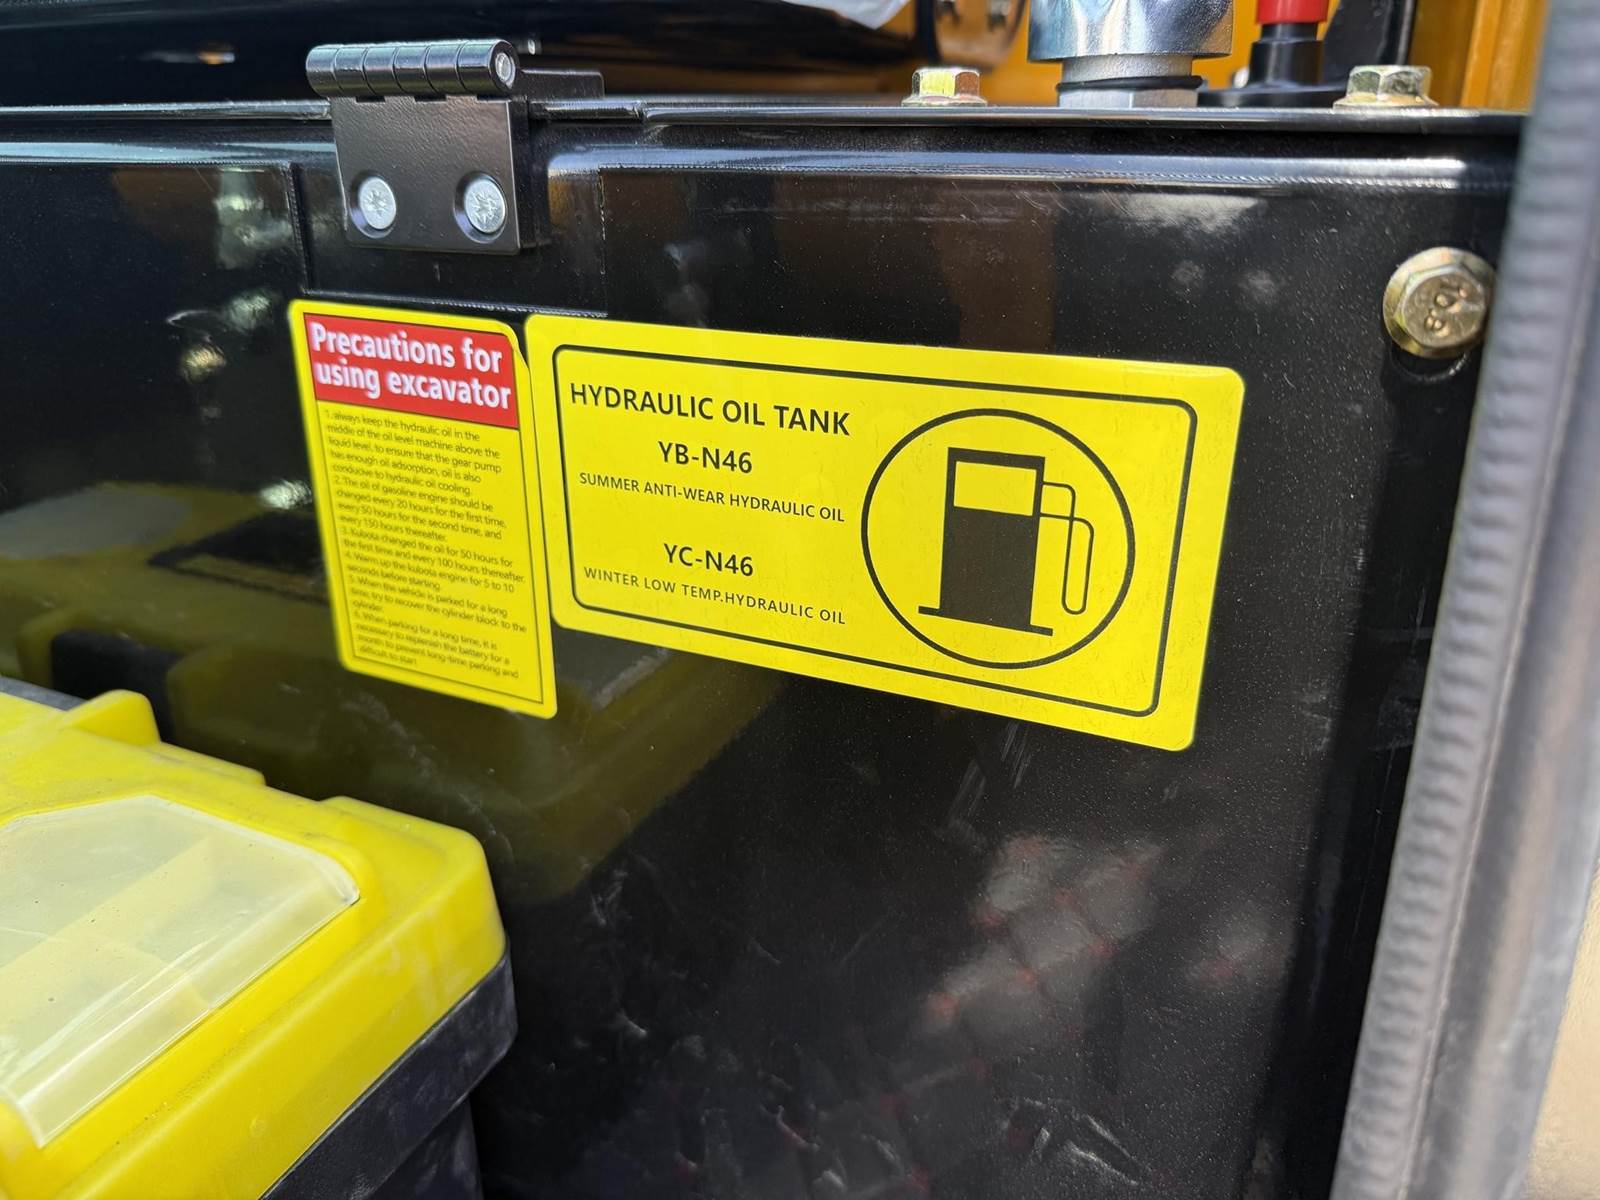 Precautions for
using excavator
1. always keep the hydraulic oil in the
middle of the oil level machine above the
liquid level, to ensure that the gear pump
has enough oil adsorption, oil is also
conducive to hydraulic oil cooling.
2. The oil of gasoline engine should be
changed every 20 hours for the first time,
every 50 hours for the second time, and
every 150 hours thereafter.
3. Kubota changed the oil for 50 hours for
the first time and every 100 hours thereafter.
4. Warm up the kubota engine for 5 to 10
seconds before starting.
5. When the vehicle is parked for a long
time, try to recover the cylinder block to the
cylinder.
6. When parking for a long time, it is
necessary to replenish the battery for a
month to prevent long-time parking and
difficult to start
HYDRAULIC OIL TANK
YB-N46
SUMMER ANTI-WEAR HYDRAULIC OIL
YC-N46
WINTER LOW TEMP.HYDRAULIC OIL
10.8